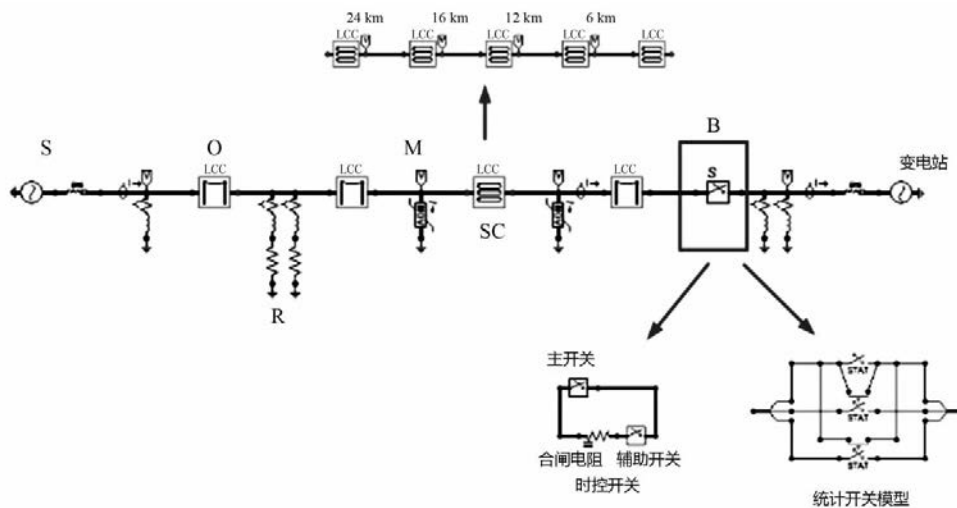 24 km 16 km 12 km 6 km
LCC LCC LCC LCC LCC
M M M M
S O M B
LCC LCC LCC LCC
M M M M
I I I
S
变电站
SC
R
主开关
合闸电阻 辅助开关
时控开关
STAT
STAT
STAT
统计开关模型